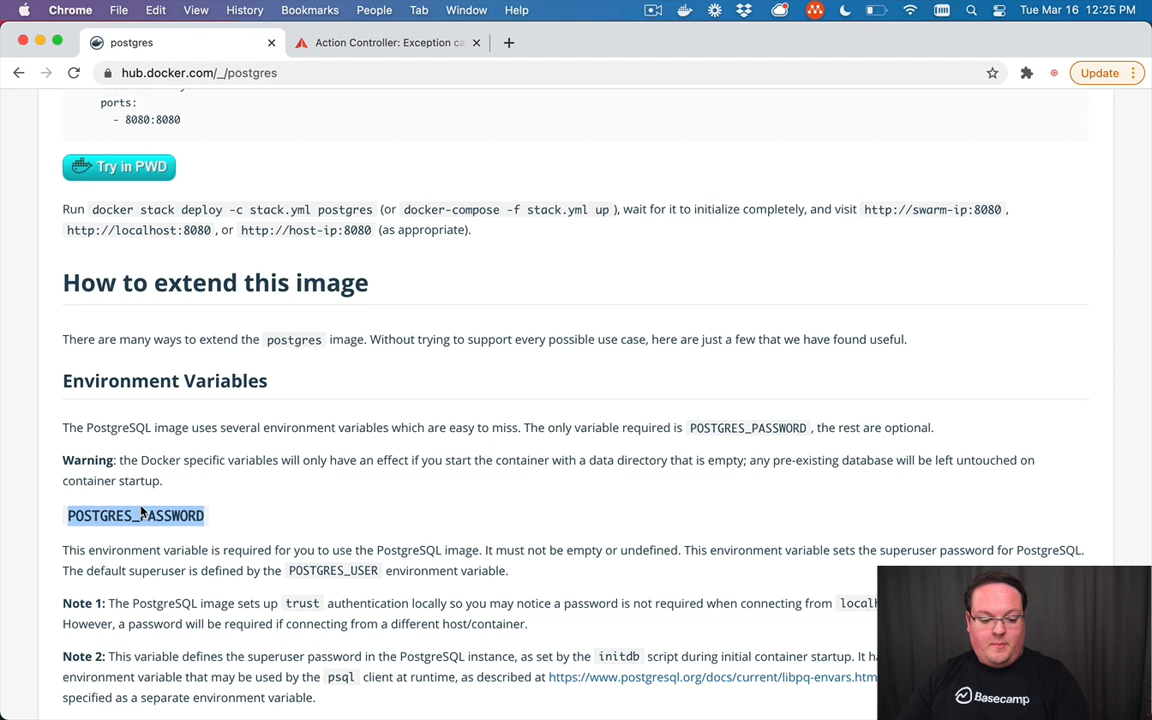 Chrome File Edit View History Bookmarks People Tab Window Help Tue Mar 16 12:25 PM
postgres Action Controller: Exception ca
hub.docker.com/_/postgres Update
ports:
- 8080:8080
Try in PWD
Run docker stack deploy -c stack.yml postgres (or docker-compose -f stack.yml up ), wait for it to initialize completely, and visit http://swarm-ip:8080 ,
http://localhost:8080 , or http://host-ip:8080 (as appropriate).
How to extend this image
There are many ways to extend the postgres image. Without trying to support every possible use case, here are just a few that we have found useful.
Environment Variables
The PostgreSQL image uses several environment variables which are easy to miss. The only variable required is POSTGRES_PASSWORD , the rest are optional.
Warning: the Docker specific variables will only have an effect if you start the container with a data directory that is empty; any pre-existing database will be left untouched on
container startup.
POSTGRES_PASSWORD
This environment variable is required for you to use the PostgreSQL image. It must not be empty or undefined. This environment variable sets the superuser password for PostgreSQL.
The default superuser is defined by the POSTGRES_USER environment variable.
Note 1: The PostgreSQL image sets up trust authentication locally so you may notice a password is not required when connecting from localh
However, a password will be required if connecting from a different host/container.
Note 2: This variable defines the superuser password in the PostgreSQL instance, as set by the initdb script during initial container startup. It ha
environment variable that may be used by the psql client at runtime, as described at https://www.postgresql.org/docs/current/libpq-envars.htm
specified as a separate environment variable.
Basecamp